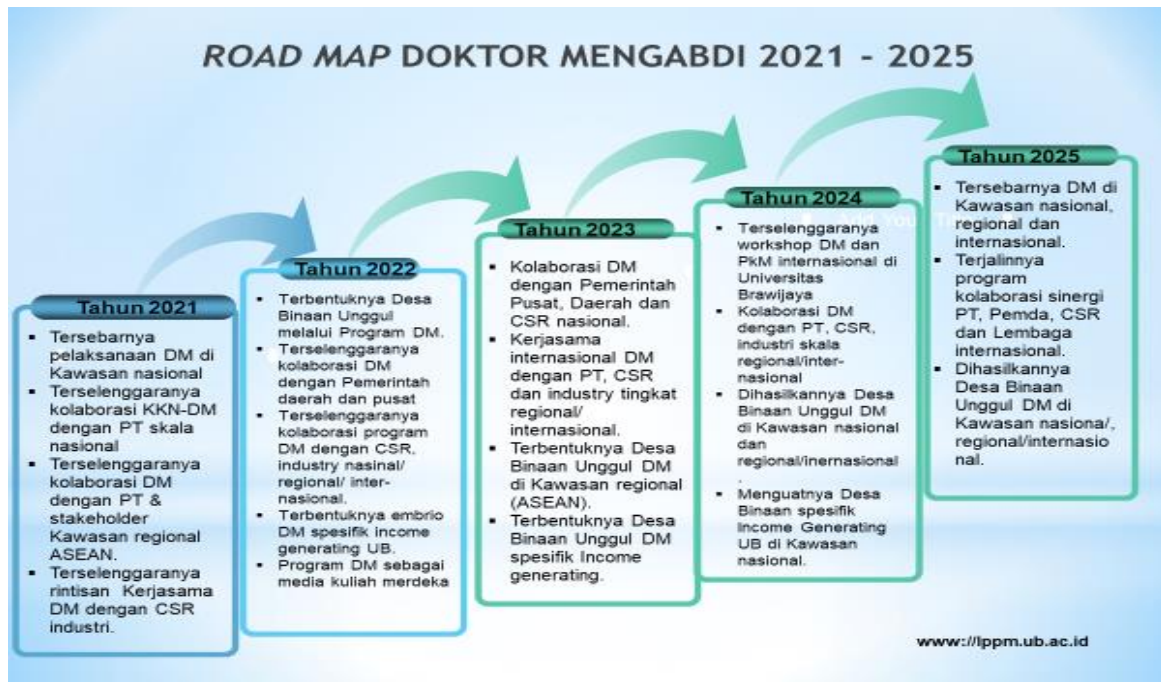 ROAD MAP DOKTOR MENGABDI 2021 - 2025
Tahun 2021
▪ Tersebarnya
pelaksanaan DM di
Kawasan nasional
▪ Terselenggaranya
kolaborasi KKN-DM
dengan PT skala
nasional
▪ Terselenggaranya
kolaborasi DM
dengan PT &
stakeholder
Kawasan regional
ASEAN.
▪ Terselenggaranya
rintisan Kerjasama
DM dengan CSR
industri.
Tahun 2022
▪ Terbentuknya Desa
Binaan Unggul
melalui Program DM.
▪ Terselenggaranya
kolaborasi DM
dengan Pemerintah
daerah dan pusat
▪ Terselenggaranya
kolaborasi program
DM dengan CSR,
industry nasinal/
regional/ inter-
nasional.
▪ Terbentuknya embrio
DM spesifik income
generating UB.
▪ Program DM sebagai
media kuliah merdeka
Tahun 2023
▪ Kolaborasi DM
dengan Pemerintah
Pusat, Daerah dan
CSR nasional.
▪ Kerjasama
internasional DM
dengan PT, CSR
dan industry tingkat
regional/
internasional.
▪ Terbentuknya Desa
Binaan Unggul DM
di Kawasan regional
(ASEAN).
▪ Terbentuknya Desa
Binaan Unggul DM
spesifik Income
generating.
Tahun 2024
Add Your Ti
▪ Terselenggaranya
workshop DM dan
PkM internasional di
Universitas
Brawijaya
▪ Kolaborasi DM
dengan PT, CSR,
industri skala
regional/inter-
nasional
▪ Dihasilkannya Desa
Binaan Unggul DM
di Kawasan nasional
dan
regional/inernasional
.
▪ Menguatnya Desa
Binaan spesifik
Income Generating
UB di Kawasan
nasional.
Tahun 2025
▪ Tersebarnya DM di
Kawasan nasional,
regional dan
internasional.
▪ Terjalinnya
program
kolaborasi sinergi
PT, Pemda, CSR
dan Lembaga
internasional.
▪ Dihasilkannya
Desa Binaan
Unggul DM di
Kawasan nasiona/,
regional/internasio
nal.
www.://lppm.ub.ac.id